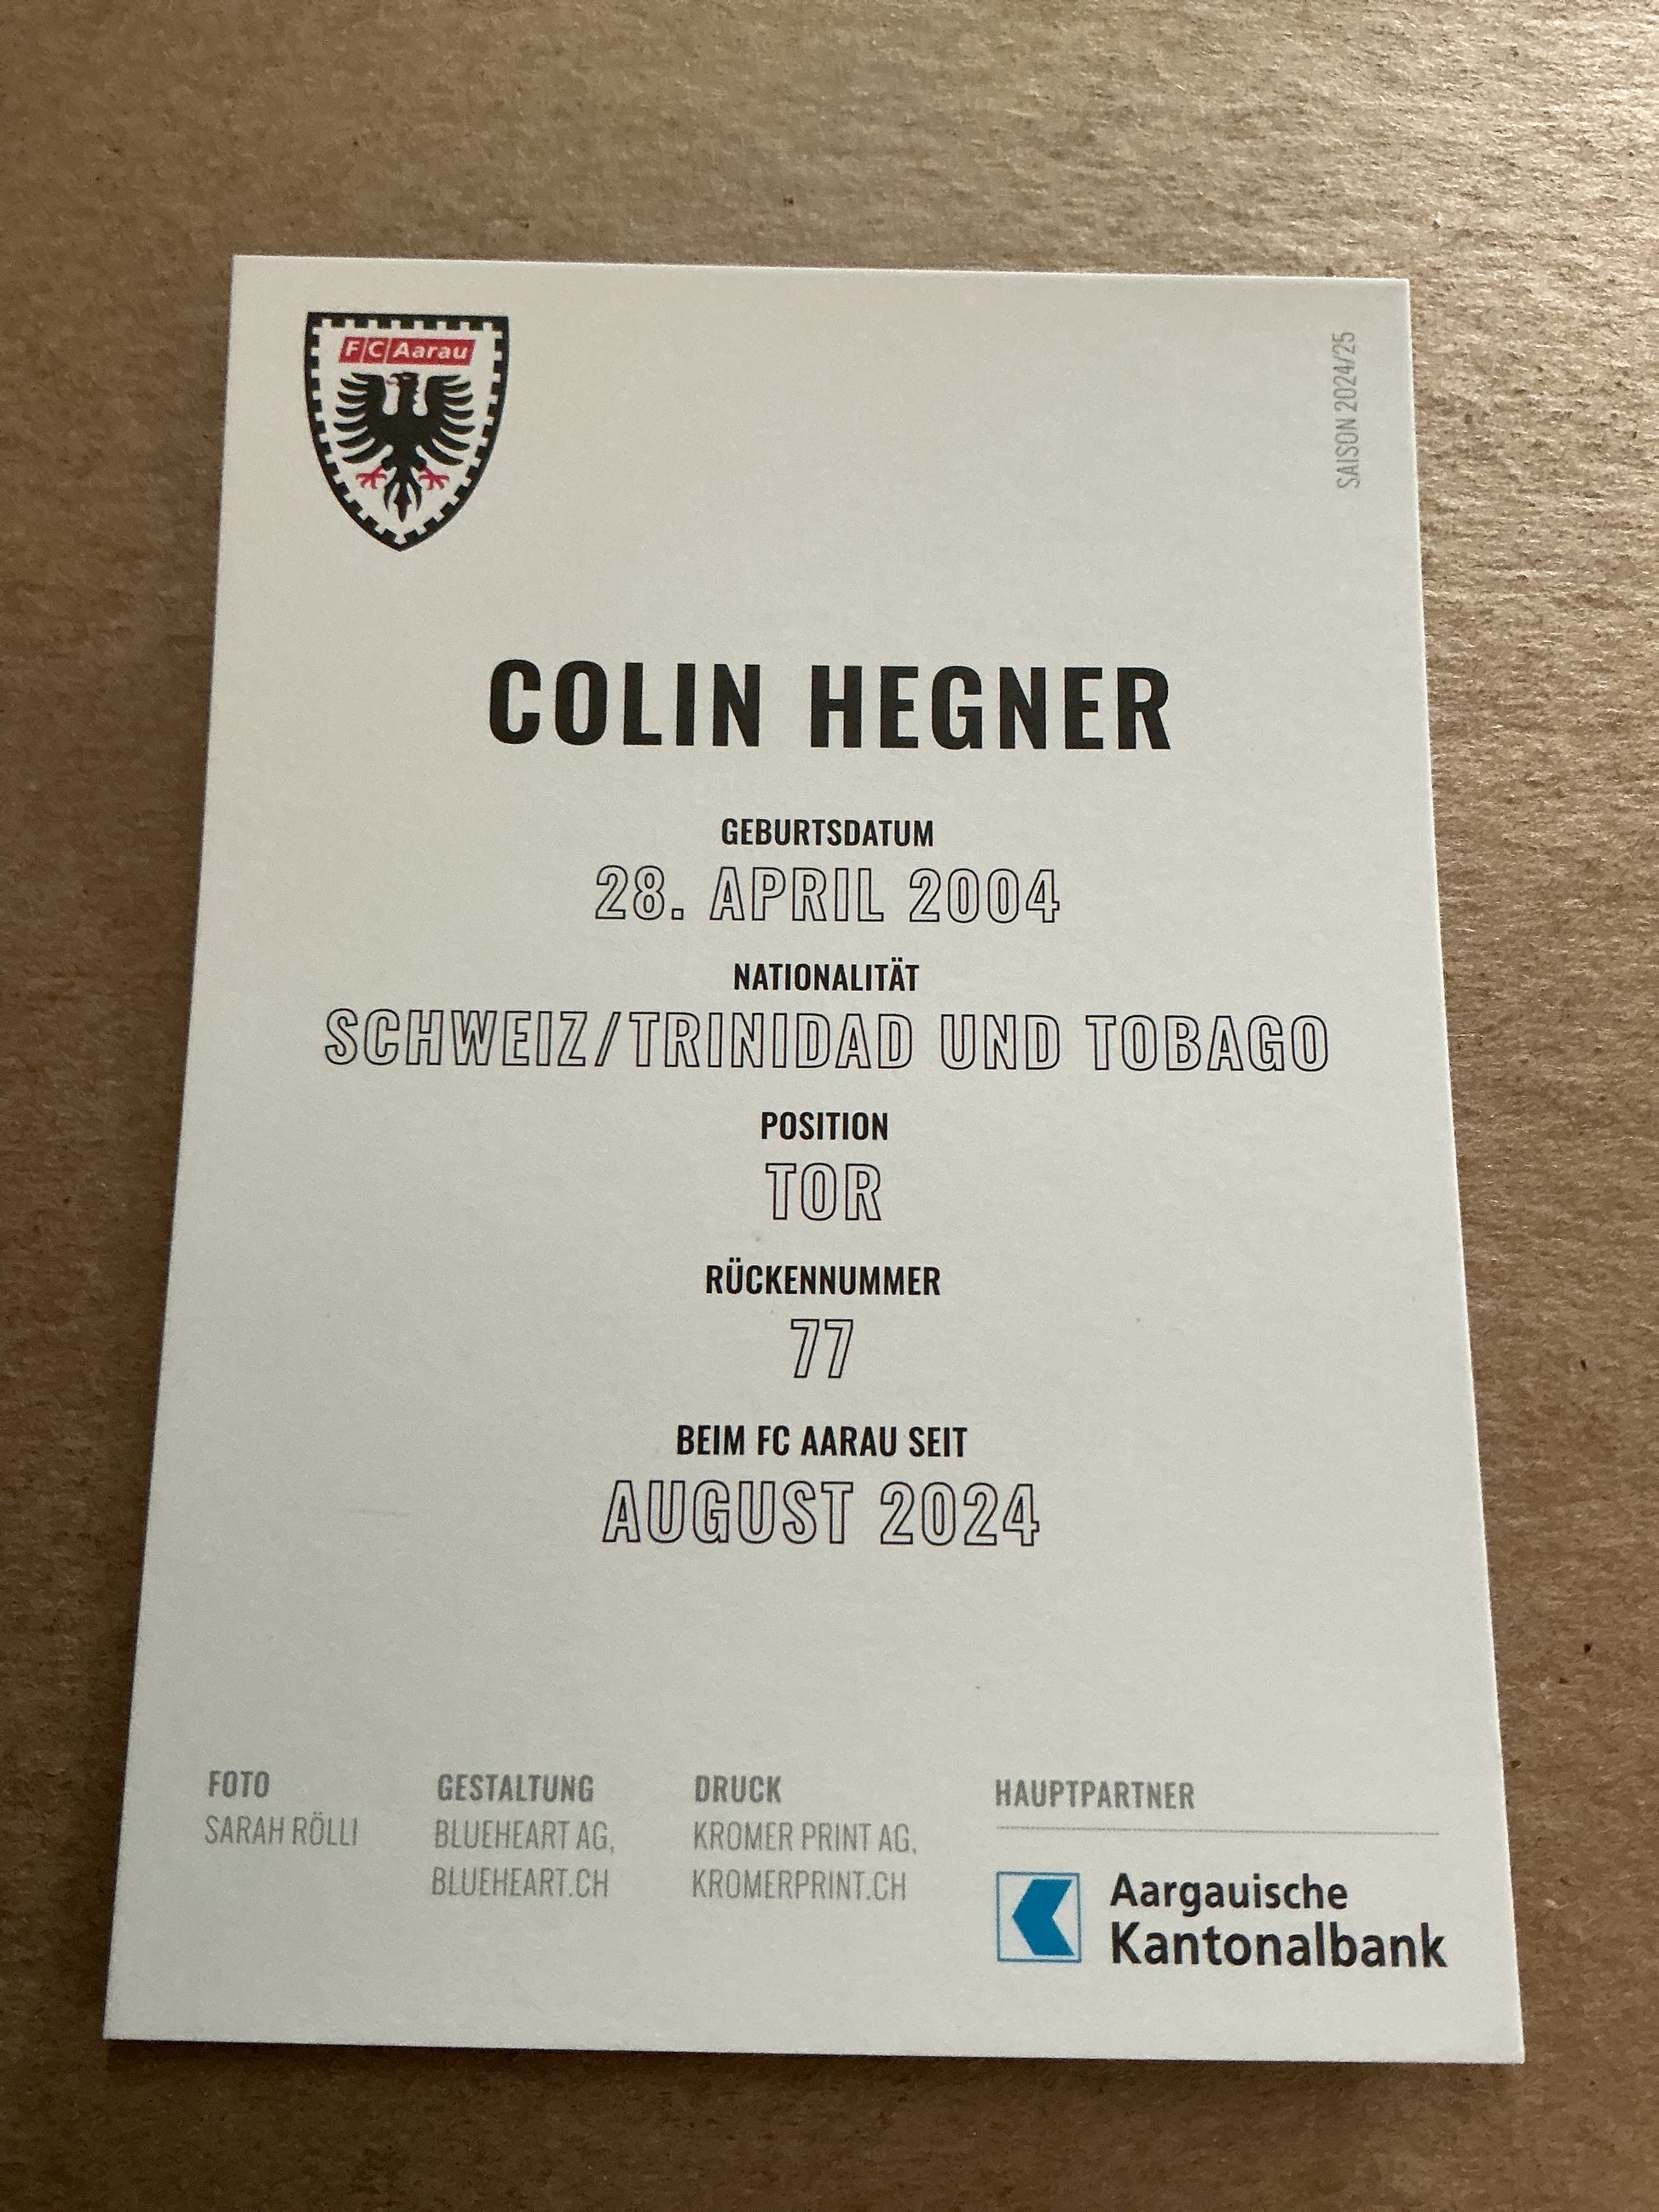 FC Aarau
SAISON 2024/25
COLIN HEGNER
GEBURTSDATUM
28. APRIL 2004
NATIONALITÄT
SCHWEIZ/TRINIDAD UND TOBAGO
POSITION
TOR
RÜCKENNUMMER
77
BEIM FC AARAU SEIT
AUGUST 2024
FOTO
SARAH RÖLLI
GESTALTUNG
BLUEHEART AG,
BLUEHEART.CH
DRUCK
KROMER PRINT AG,
KROMERPRINT.CH
HAUPTPARTNER
Aargauische
Kantonalbank